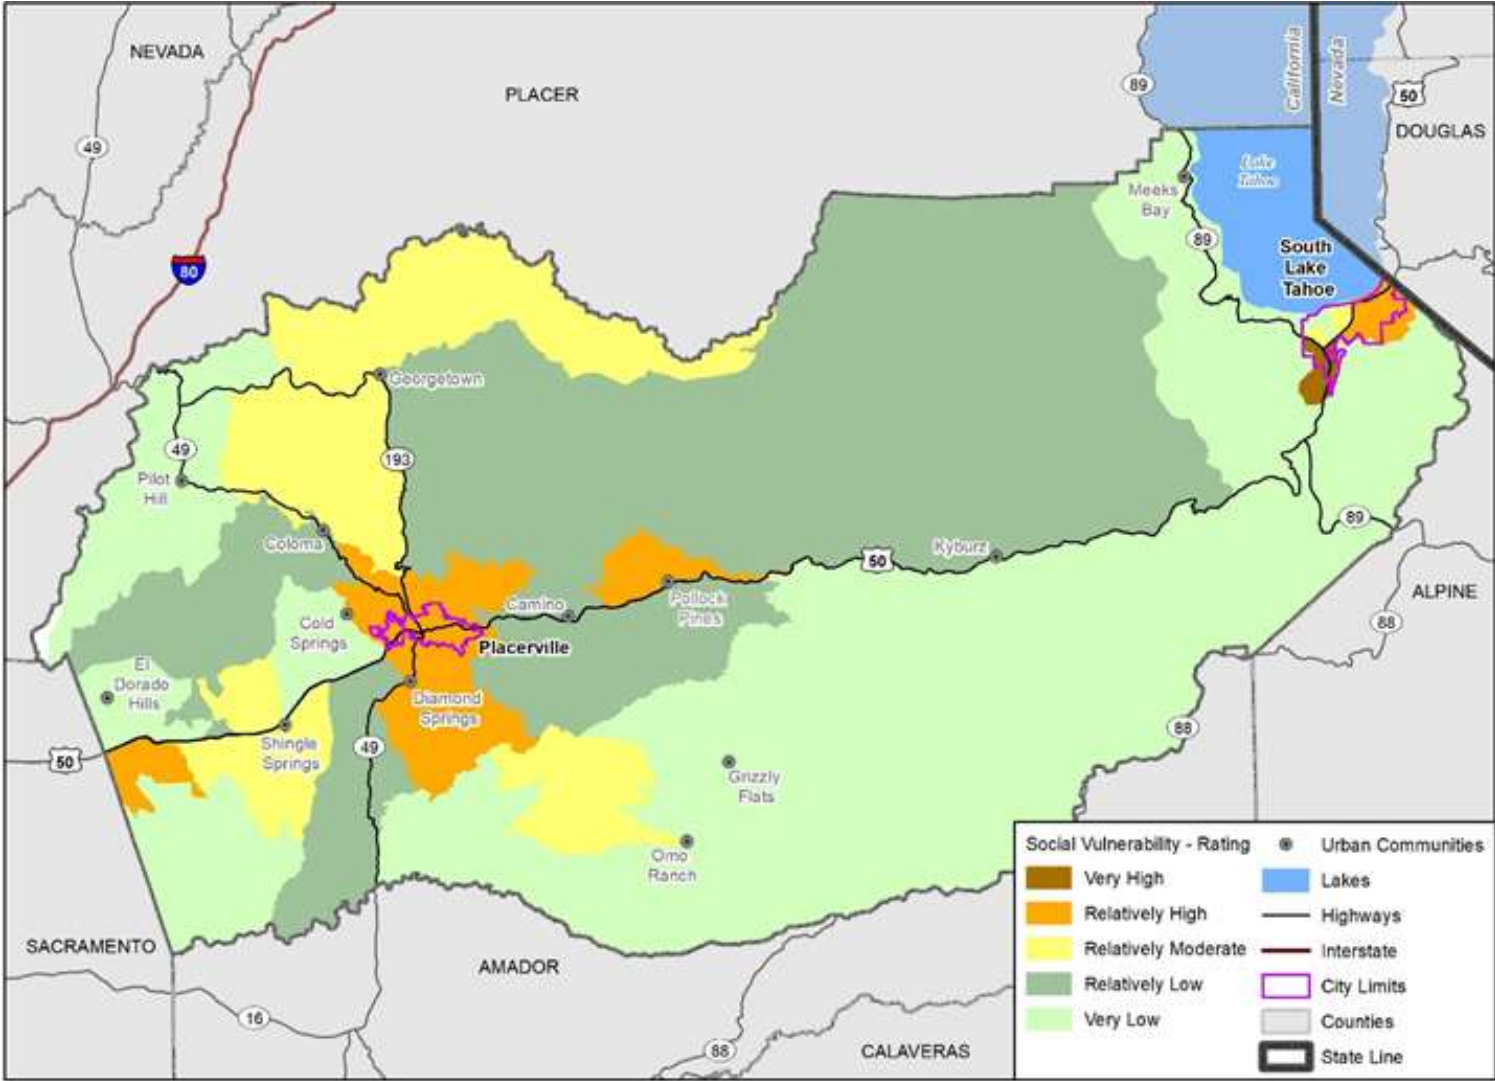 NEVADA
PLACER
89
California
Nevada
50
DOUGLAS
49
Lake
Tahoe
Meeks
Bay
89
South
Lake
Tahoe
80
Georgetown
49
193
Pilot
Hill
Coloma
Kyburz
50
89
Camino
Pollock
Pines
ALPINE
88
Cold
Springs
Placerville
El
Dorado
Hills
Diamond
Springs
88
50
Shingle
Springs
49
Grizzly
Flats
Omo
Ranch
SACRAMENTO
AMADOR
16
88
CALAVERAS
Social Vulnerability - Rating
Very High
Relatively High
Relatively Moderate
Relatively Low
Very Low
Urban Communities
Lakes
Highways
Interstate
City Limits
Counties
State Line